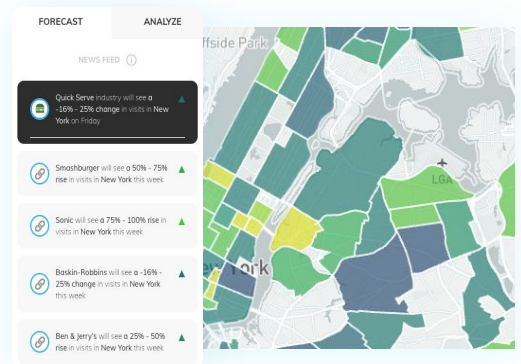 FORECAST
ANALYZE
NEWS FEED
Quick Serve industry will see a
-16% - 25% change in visits in New
York on Friday
Smashburger will see a 50% - 75%
rise in visits in New York this week
Sonic will see a 75% - 100% rise in
visits in New York this week
Baskin-Robbins will see a -16% -
25% change in visits in New York
this week
Ben & Jerry's will see a 25% - 50%
rise in visits in New York this week
ffside Park
LGA
York